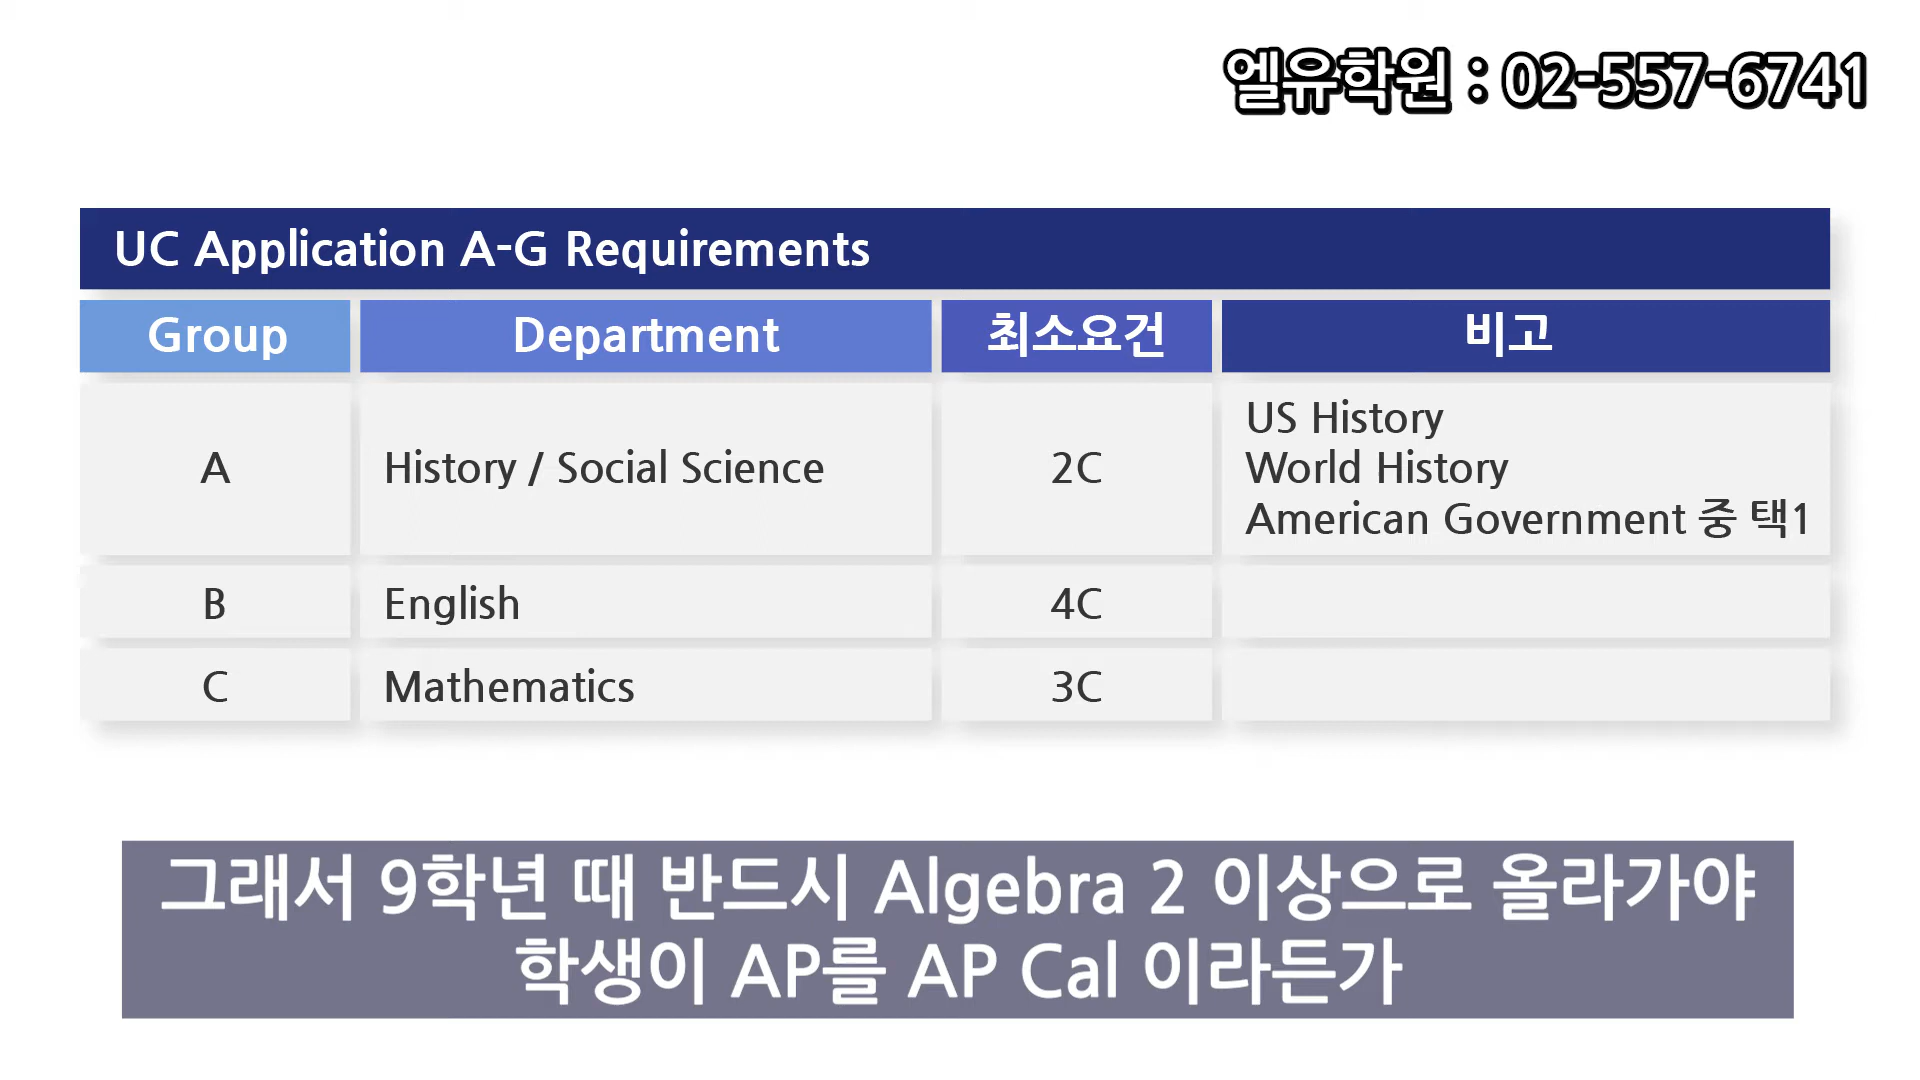 엘유학원 : 02-557-6741
UC Application A-G Requirements
Group Department 최소요건 비고
A History / Social Science 2C US History
World History
American Government 중 택1
B English 4C
C Mathematics 3C
그래서 9학년 때 반드시 Algebra 2 이상으로 올라가야
학생이 AP를 AP Cal 이라든가